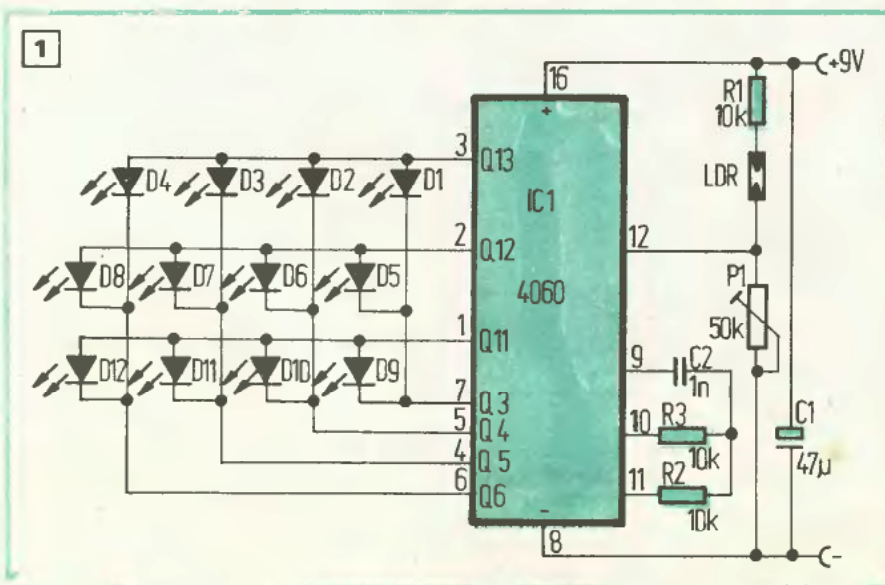 1
16
+
+9V
R1
10k
3
Q13
D4
D3
D2
D1
LDR
IC1
2
Q12
12
D8
D7
D6
D5
4060
P1
50k
1
Q11
9
C2
1n
D12
D11
D10
D9
7
Q3
10
R3
C1
5
Q4
10k
47µ
4
Q5
11
R2
6
Q6
10k
-
8
-